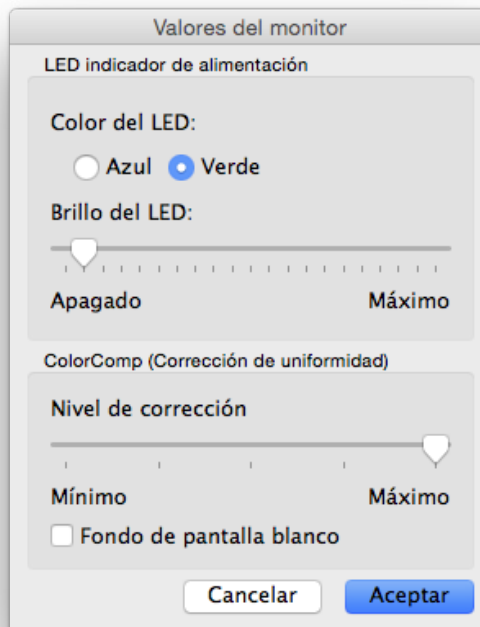 Valores del monitor
LED indicador de alimentación
Color del LED:
Azul Verde
Brillo del LED:
Apagado Máximo
ColorComp (Corrección de uniformidad)
Nivel de corrección
Mínimo Máximo
Fondo de pantalla blanco
Cancelar Aceptar